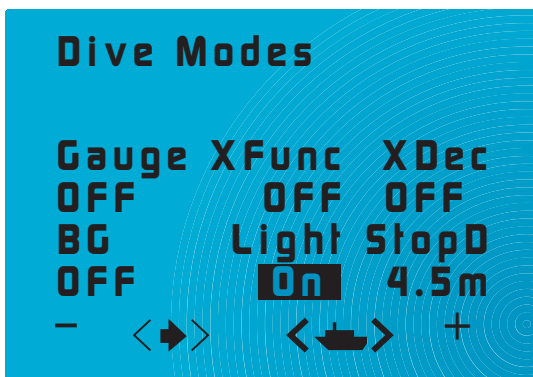 Dive Modes
Gauge XFunc XDec
OFF OFF OFF
BG Light StopD
OFF On 4.5m
- < > < > +